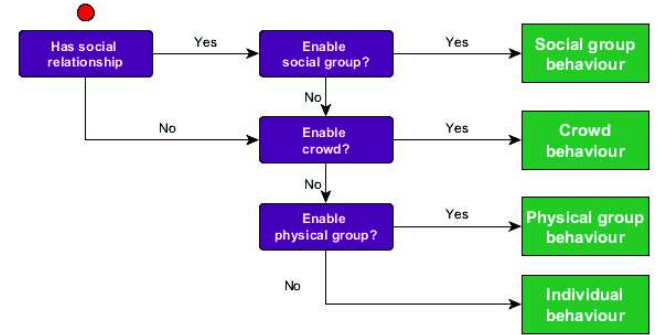 Has social
relationship
Yes
Enable
social group?
Yes
Social group
behaviour
No
No
Enable
crowd?
Yes
Crowd
behaviour
No
Enable
physical group?
Yes
Physical group
behaviour
No
Individual
behaviour